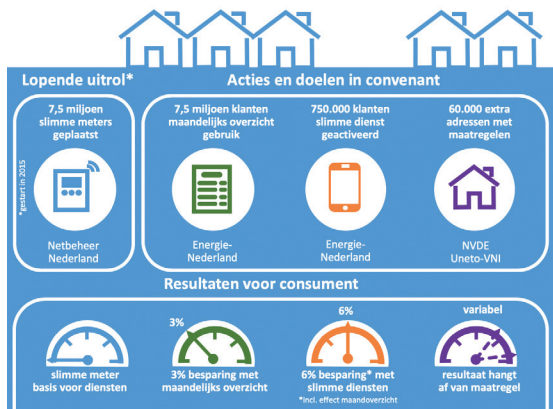 Lopende uitrol*
Acties en doelen in convenant
7,5 miljoen
slimme meters
geplaatst
7,5 miljoen klanten
maandelijks overzicht
gebruik
750.000 klanten
slimme dienst
geactiveerd
60.000 extra
adressen met
maatregelen
*gestart in 2015
Netbeheer
Nederland
Energie-
Nederland
Energie-
Nederland
NVDE
Uneto-VNI
Resultaten voor consument
slimme meter
basis voor diensten
3%
3% besparing met
maandelijks overzicht
6%
6% besparing* met
slimme diensten
*incl. effect maandoverzicht
variabel
resultaat hangt
af van maatregel